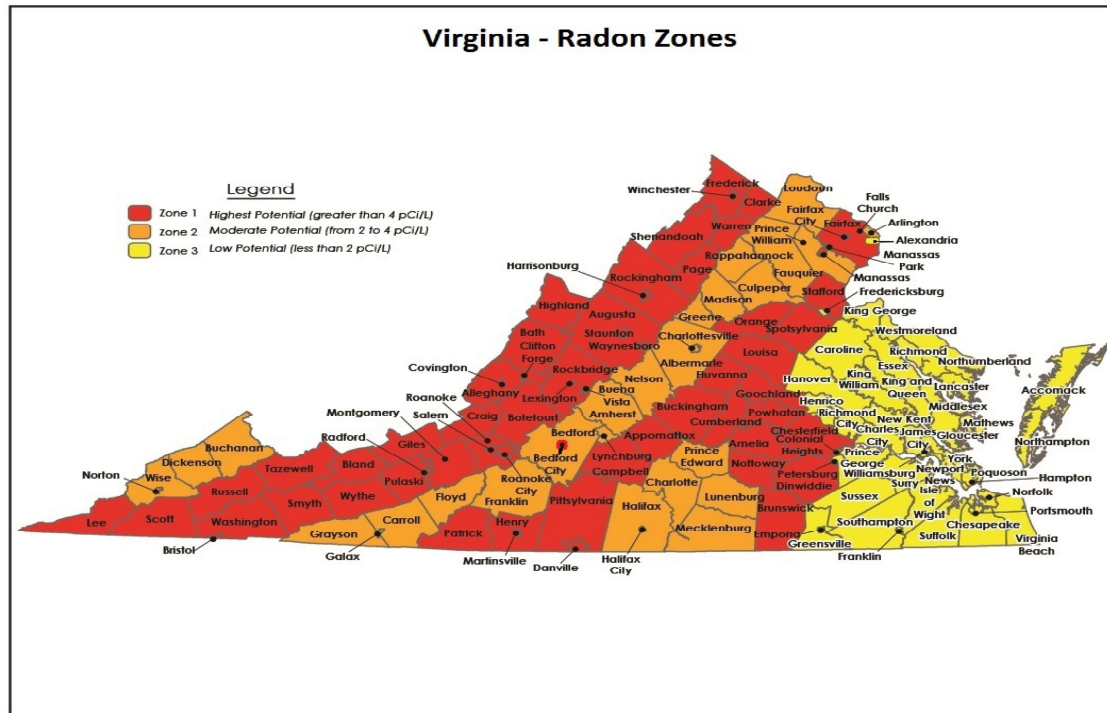 Virginia - Radon Zones
Legend
Zone 1 Highest Potential (greater than 4 pCi/L)
Zone 2 Moderate Potential (from 2 to 4 pCi/L)
Zone 3 Low Potential (less than 2 pCi/L)
Frederick
Winchester
Clarke
Loudoun
Falls
Church
Fairfax
City
Arlington
Warren
Fairfax
Alexandria
Shenandoah
Prince
William
Manassas
Park
Rappahannock
Page
Manassas
Harrisonburg
Rockingham
Fauquier
Culpeper
Stafford
Fredericksburg
Madison
Highland
King George
Augusta
Greene
Orange
Spotsylvania
Westmoreland
Bath
Staunton
Waynesboro
Charlottesville
Clifton
Forge
Caroline
Richmond
Louisa
Essex
Northumberland
Albermarle
Covington
Rockbridge
Fluvanna
Hanover
King
William
King and
Queen
Accomack
Alleghany
Nelson
Buena
Vista
Goochland
Lancaster
Roanoke
Lexington
Henrico
Montgomery
Salem
Craig
Botetourt
Amherst
Buckingham
Powhatan
Richmond
City
New Kent
Middlesex
Cumberland
Charles
City
James
City
Mathews
Radford
Giles
Bedford
Appomattox
Chesterfield
Gloucester
Buchanan
Bedford
City
Lynchburg
Amelia
Colonial
Heights
Prince
George
Northampton
Dickenson
Tazewell
Bland
Prince
Edward
York
Norton
Wise
Pulaski
Roanoke
City
Campbell
Nottoway
Petersburg
Williamsburg
Newport
News
Poquoson
Hampton
Russell
Wythe
Charlotte
Dinwiddie
Surry
Smyth
Floyd
Franklin
Pittsylvania
Lunenburg
Sussex
Isle
of
Wight
Norfolk
Lee
Scott
Washington
Carroll
Henry
Halifax
Brunswick
Portsmouth
Grayson
Patrick
Mecklenburg
Southampton
Chesapeake
Empong
Suffolk
Virginia
Beach
Bristol
Galax
Martinsville
Danville
Halifax
City
Greensville
Franklin